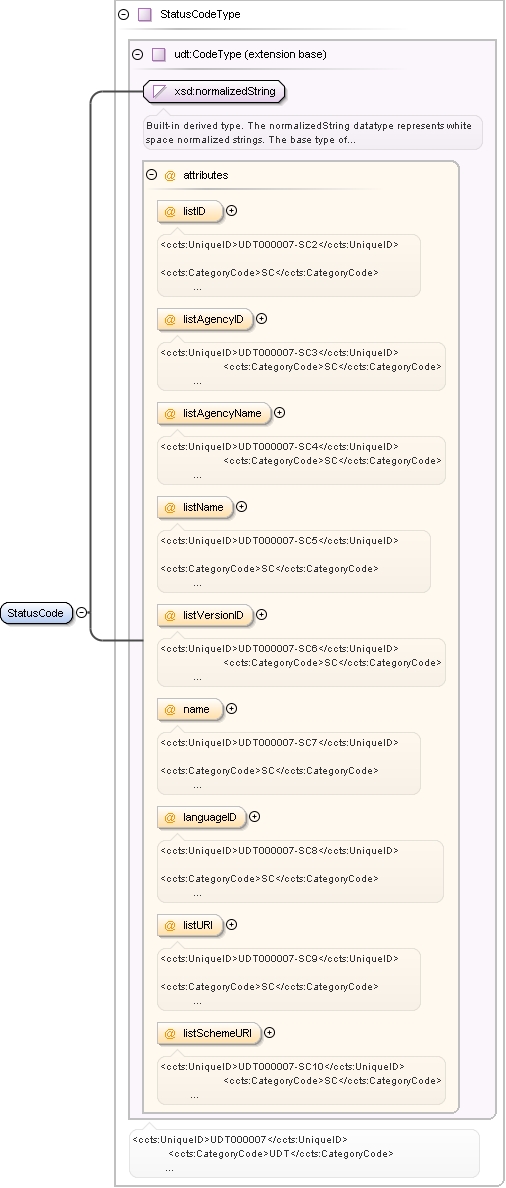 StatusCodeType
udt:CodeType (extension base)
xsd:normalizedString
Built-in derived type. The normalizedString datatype represents white
space normalized strings. The base type of...
@ attributes
@ listID
<ccts:UniqueID>UDT000007-SC2</ccts:UniqueID>
<ccts:CategoryCode>SC</ccts:CategoryCode>
...
@ listAgencyID
<ccts:UniqueID>UDT000007-SC3</ccts:UniqueID>
<ccts:CategoryCode>SC</ccts:CategoryCode>
...
@ listAgencyName
<ccts:UniqueID>UDT000007-SC4</ccts:UniqueID>
<ccts:CategoryCode>SC</ccts:CategoryCode>
...
@ listName
<ccts:UniqueID>UDT000007-SC5</ccts:UniqueID>
<ccts:CategoryCode>SC</ccts:CategoryCode>
...
StatusCode
@ listVersionID
<ccts:UniqueID>UDT000007-SC6</ccts:UniqueID>
<ccts:CategoryCode>SC</ccts:CategoryCode>
...
@ name
<ccts:UniqueID>UDT000007-SC7</ccts:UniqueID>
<ccts:CategoryCode>SC</ccts:CategoryCode>
...
@ languageID
<ccts:UniqueID>UDT000007-SC8</ccts:UniqueID>
<ccts:CategoryCode>SC</ccts:CategoryCode>
...
@ listURI
<ccts:UniqueID>UDT000007-SC9</ccts:UniqueID>
<ccts:CategoryCode>SC</ccts:CategoryCode>
...
@ listSchemeURI
<ccts:UniqueID>UDT000007-SC10</ccts:UniqueID>
<ccts:CategoryCode>SC</ccts:CategoryCode>
...
<ccts:UniqueID>UDT000007</ccts:UniqueID>
<ccts:CategoryCode>UDT</ccts:CategoryCode>
...